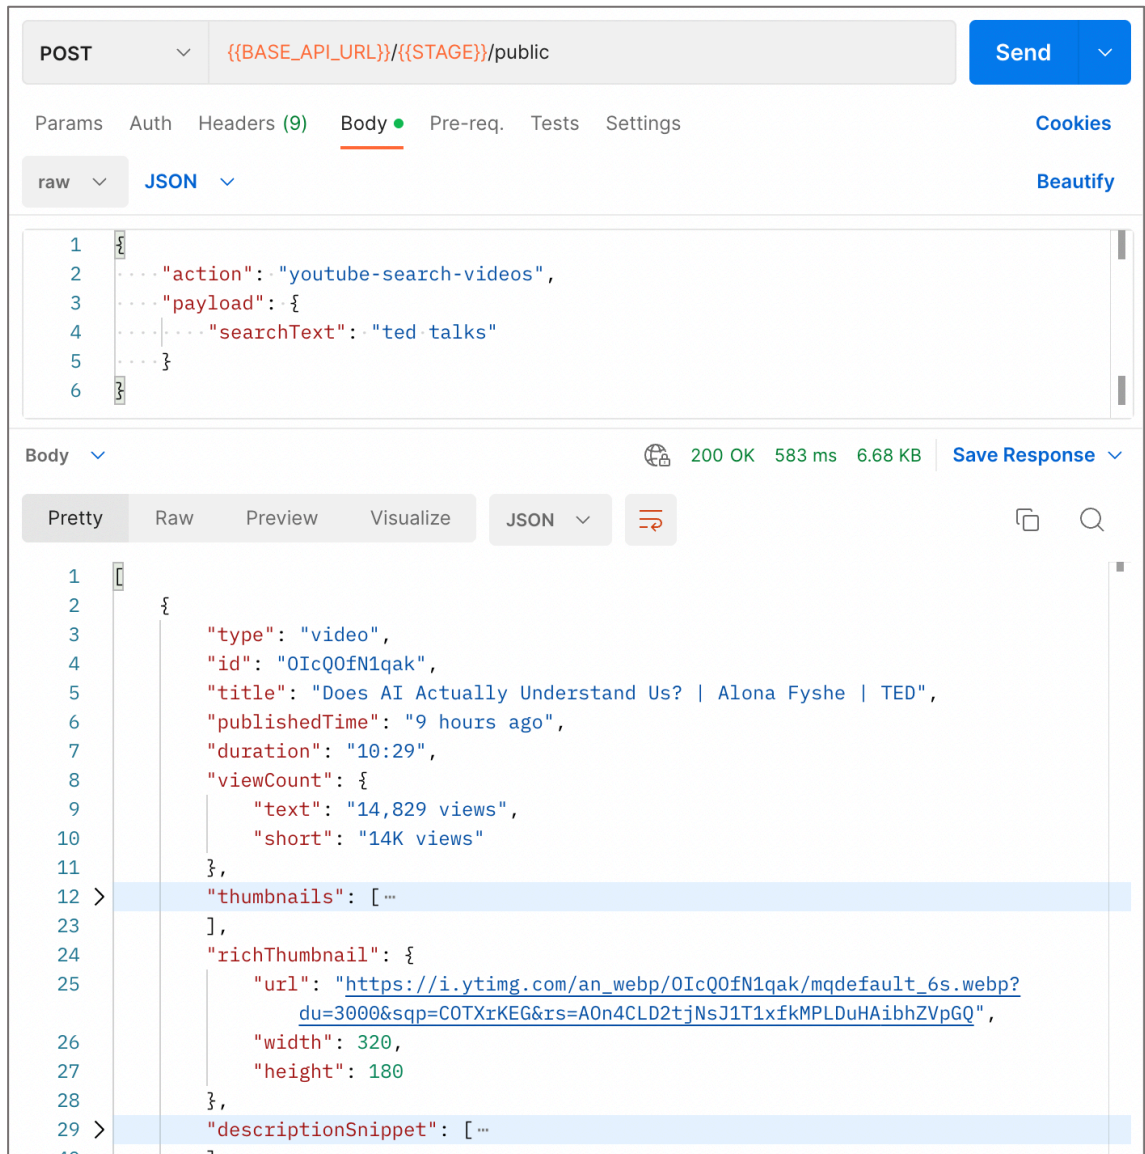 POST {{BASE_API_URL}}/{{STAGE}}/public Send
Params Auth Headers (9) Body Pre-req. Tests Settings Cookies
raw JSON Beautify
1 {
2 "action": "youtube-search-videos",
3 "payload": {
4 "searchText": "ted talks"
5 }
6 }
Body 200 OK 583 ms 6.68 KB Save Response
Pretty Raw Preview Visualize JSON
1 [
2 {
3 "type": "video",
4 "id": "OIcQOfN1qak",
5 "title": "Does AI Actually Understand Us? | Alona Fyshe | TED",
6 "publishedTime": "9 hours ago",
7 "duration": "10:29",
8 "viewCount": {
9 "text": "14,829 views",
10 "short": "14K views"
11 },
12 "thumbnails": [⋯
23 ],
24 "richThumbnail": {
25 "url": "https://i.ytimg.com/an_webp/OIcQOfN1qak/mqdefault_6s.webp?
du=3000&sqp=COTXrKEG&rs=AOn4CLD2tjNsJ1T1xfkMPLDuHAibhZVpGQ",
26 "width": 320,
27 "height": 180
28 },
29 "descriptionSnippet": [⋯